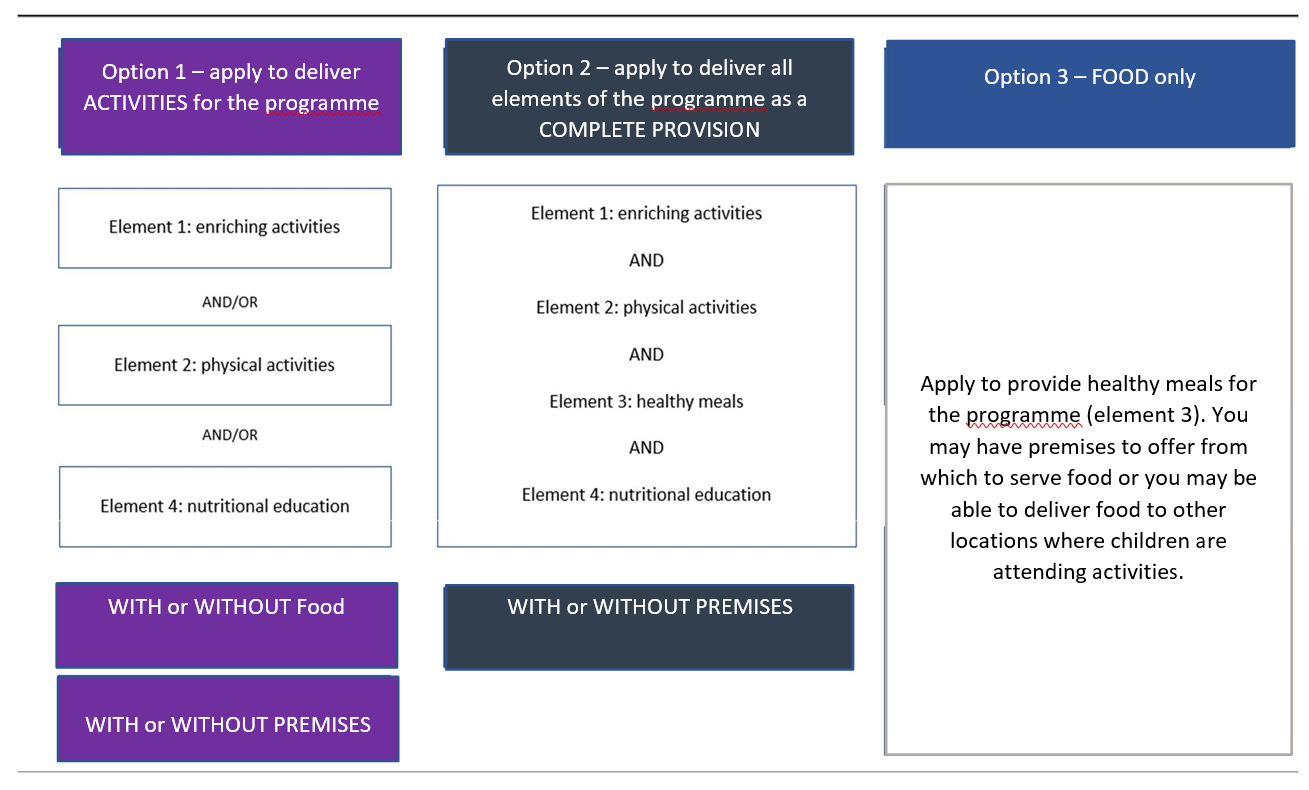 Option 1 – apply to deliver
ACTIVITIES for the programme
Element 1: enriching activities
AND/OR
Element 2: physical activities
AND/OR
Element 4: nutritional education
WITH or WITHOUT Food
WITH or WITHOUT PREMISES
Option 2 – apply to deliver all
elements of the programme as a
COMPLETE PROVISION
Element 1: enriching activities
AND
Element 2: physical activities
AND
Element 3: healthy meals
AND
Element 4: nutritional education
WITH or WITHOUT PREMISES
Option 3 – FOOD only
Apply to provide healthy meals for
the programme (element 3). You
may have premises to offer from
which to serve food or you may be
able to deliver food to other
locations where children are
attending activities.